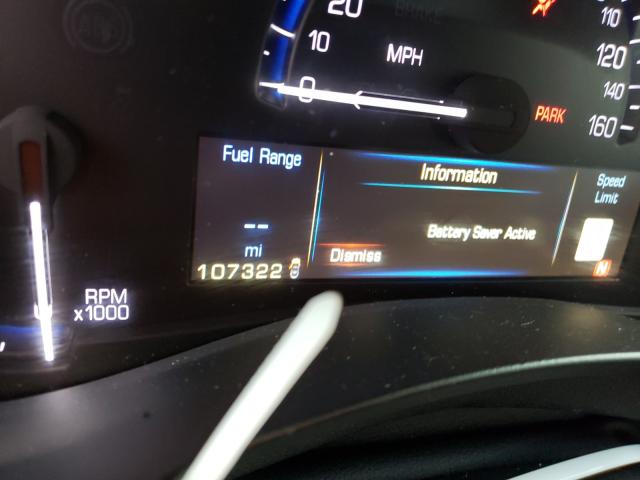 20
BRAKE
110
10
MPH
120
0
140
PARK
160
Fuel Range
Information
Speed
Limit
--
Battery Saver Active
mi
Dismiss
107322
N
RPM
x1000